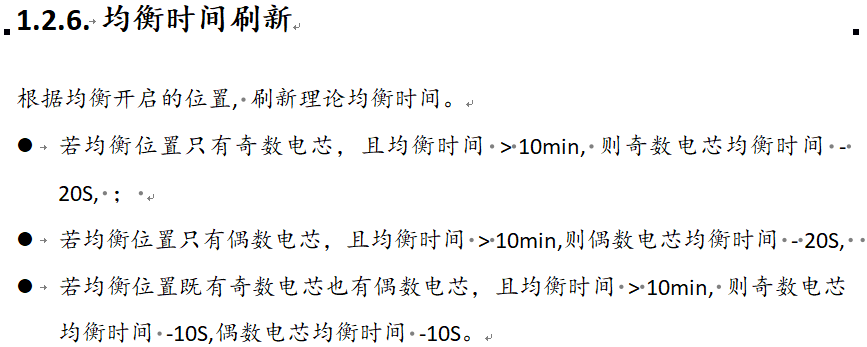 1.2.6. 均衡时间刷新
根据均衡开启的位置, 刷新理论均衡时间。
● 若均衡位置只有奇数电芯，且均衡时间 > 10min, 则奇数电芯均衡时间 -
20S, ；
● 若均衡位置只有偶数电芯，且均衡时间 > 10min,则偶数电芯均衡时间 - 20S,
● 若均衡位置既有奇数电芯也有偶数电芯，且均衡时间 > 10min, 则奇数电芯
均衡时间 -10S,偶数电芯均衡时间 -10S。